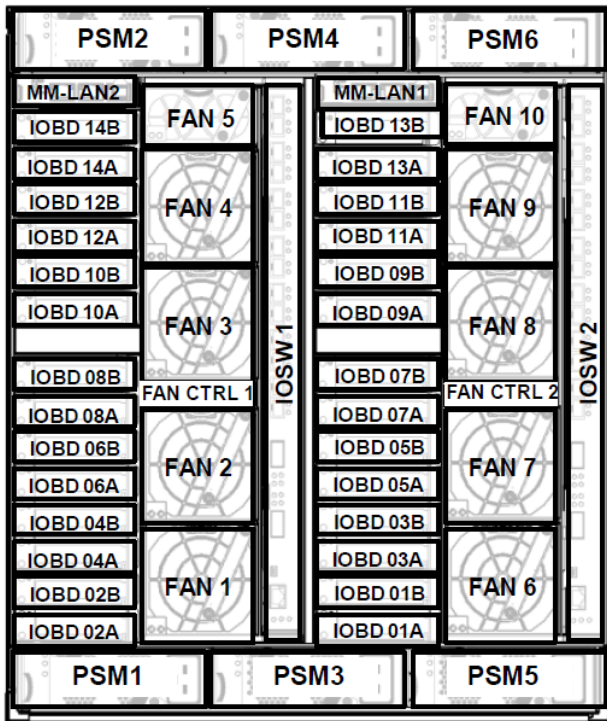 PSM2 PSM4 PSM6
MM-LAN2
IOBD 14B
IOBD 14A
IOBD 12B
IOBD 12A
IOBD 10B
IOBD 10A
IOBD 08B
IOBD 08A
IOBD 06B
IOBD 06A
IOBD 04B
IOBD 04A
IOBD 02B
IOBD 02A
FAN 5
FAN 4
FAN 3
FAN CTRL 1
FAN 2
FAN 1
IOSW 1
MM-LAN1
IOBD 13B
IOBD 13A
IOBD 11B
IOBD 11A
IOBD 09B
IOBD 09A
IOBD 07B
IOBD 07A
IOBD 05B
IOBD 05A
IOBD 03B
IOBD 03A
IOBD 01B
IOBD 01A
FAN 10
FAN 9
FAN 8
FAN CTRL 2
FAN 7
FAN 6
IOSW 2
PSM1 PSM3 PSM5